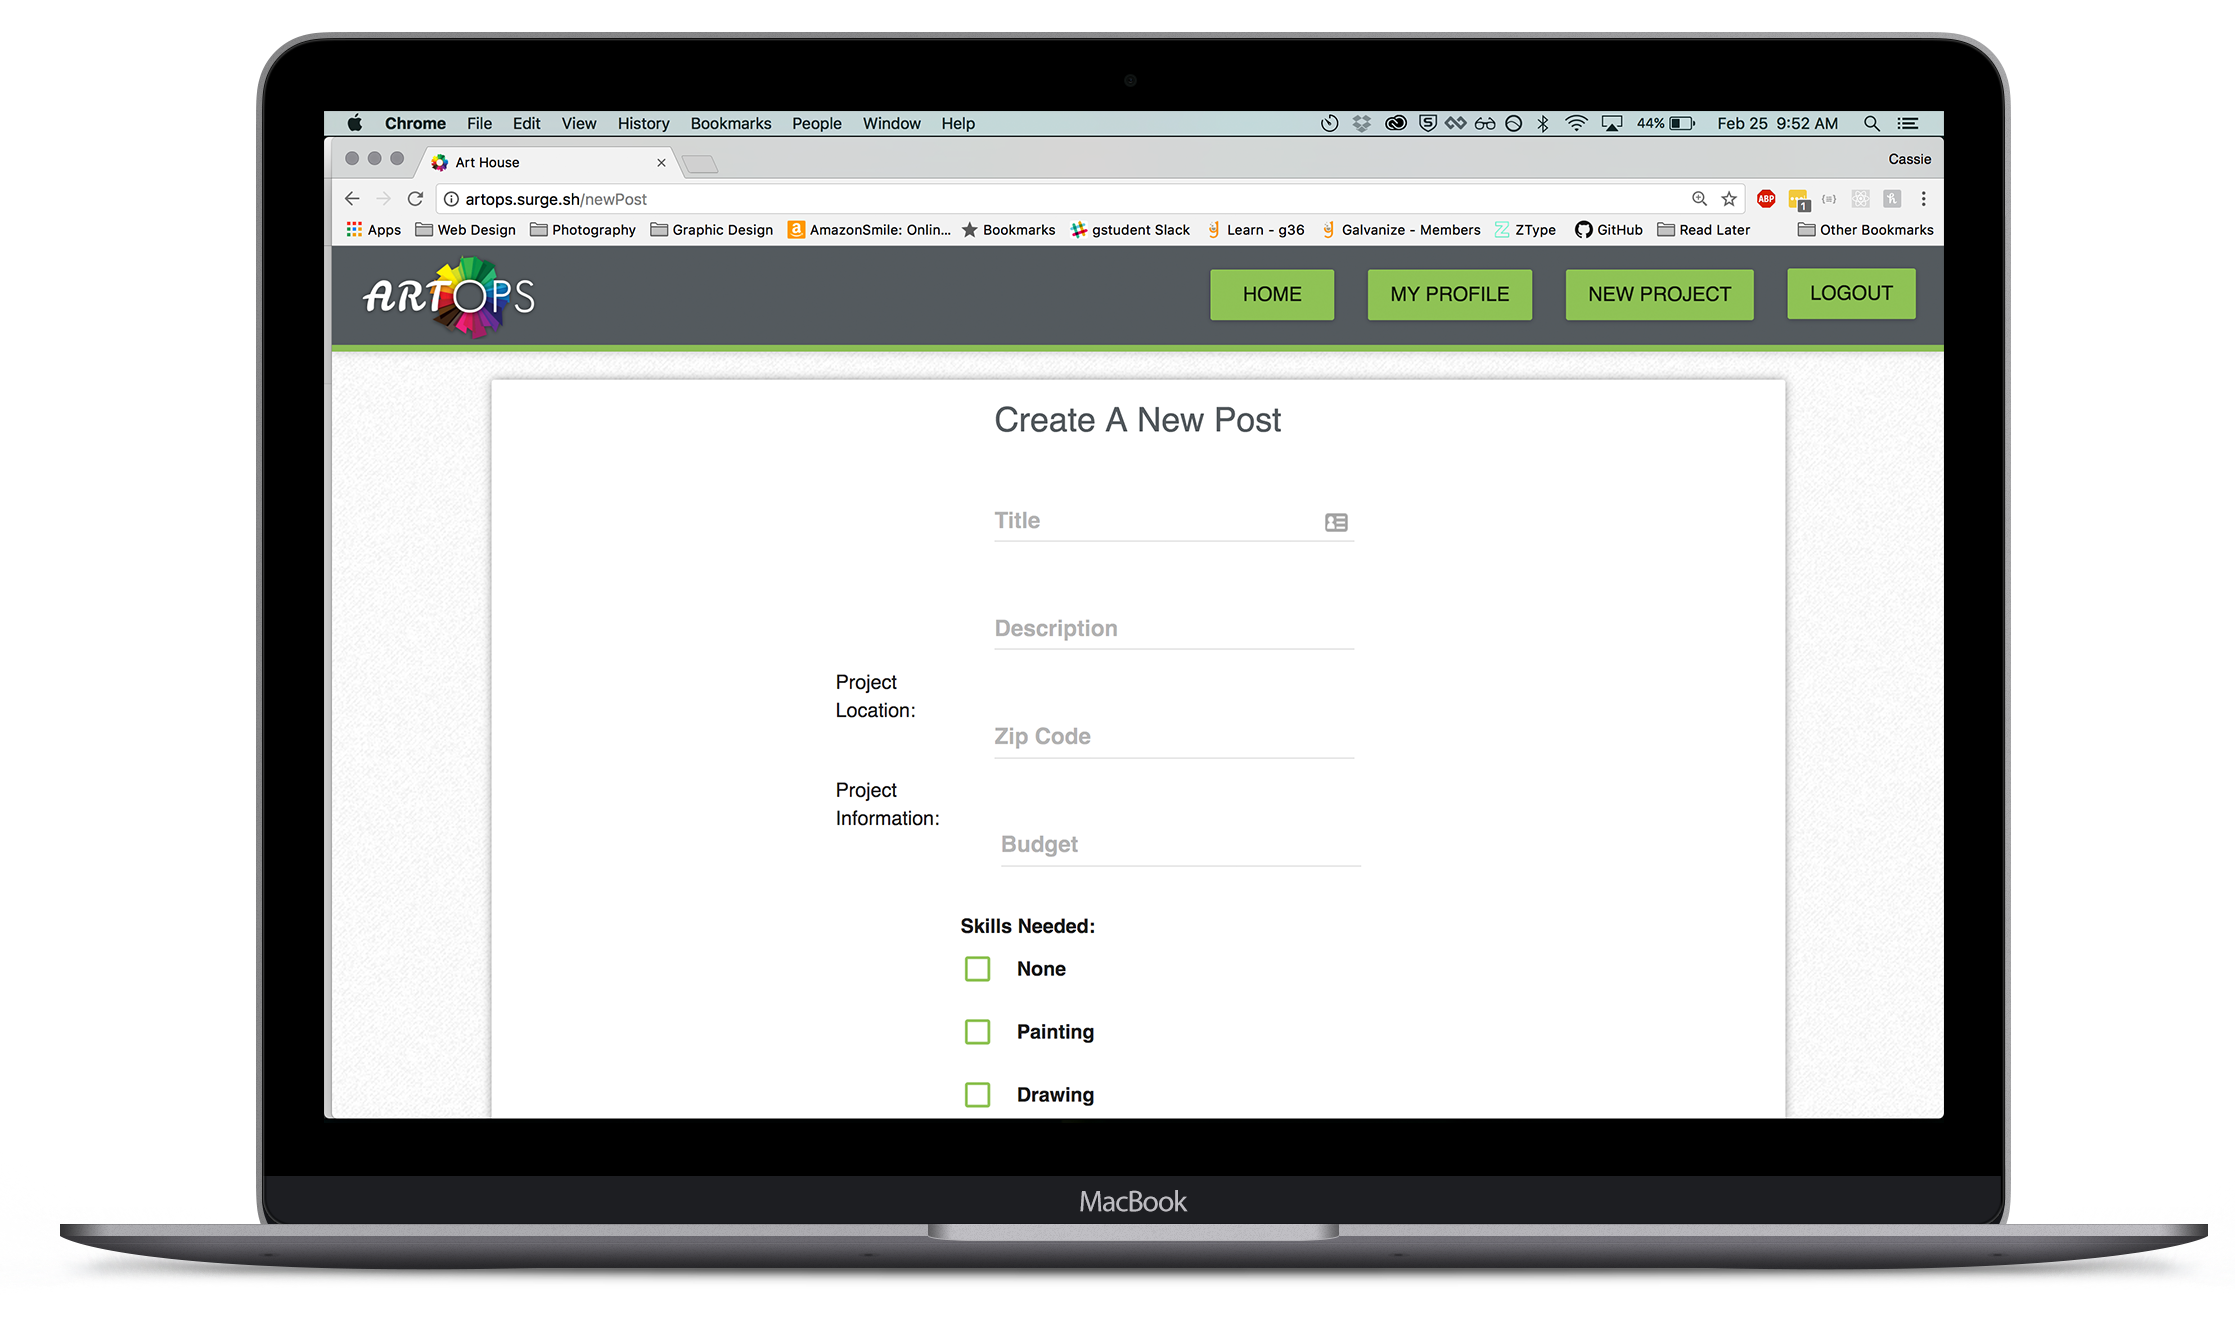 Chrome File Edit View History Bookmarks People Window Help 44% Feb 25 9:52 AM
Art House Cassie
artops.surge.sh/newPost ABP 1
Apps Web Design Photography Graphic Design AmazonSmile: Onlin... Bookmarks gstudent Slack Learn - g36 Galvanize - Members ZType GitHub Read Later Other Bookmarks
ARTOPS HOME MY PROFILE NEW PROJECT LOGOUT
Create A New Post
Title
Description
Project
Location:
Zip Code
Project
Information:
Budget
Skills Needed:
None
Painting
Drawing
MacBook